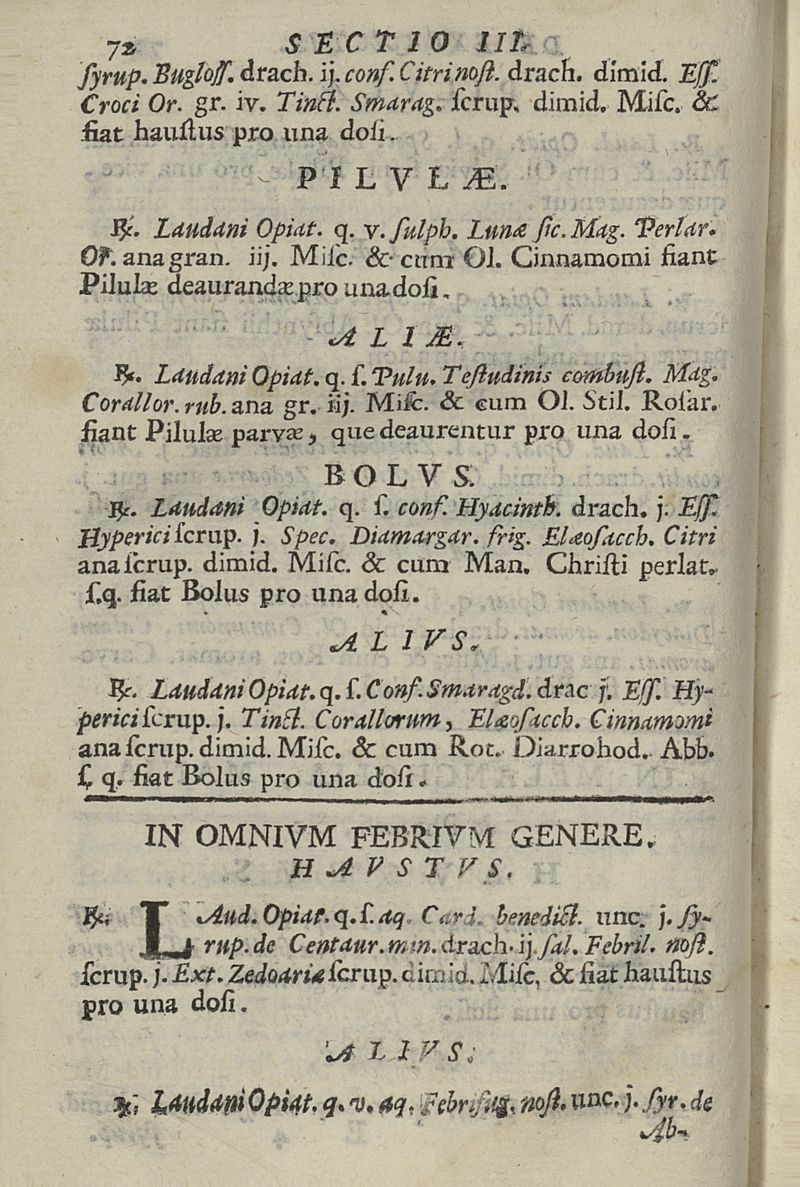 72 SECTIO III.
ſyrup. Bugloſſ. drach. ij. conf. Citri noſt. drach. dimid. Eſſ.
Croci Or. gr. iv. Tinct. Smarag. ſcrup. dimid. Miſc. &
fiat hauſtus pro una doſi.
PILVLÆ.
℞. Laudani Opiat. q. v. ſulph. Lunæ fic. Mag. Perlar.
Or. ana gran. iij. Miſc. & cum Ol. Cinnamomi fiant
Pilulæ deaurandæ pro una doſi.
ALIÆ.
℞. Laudani Opiat. q. ſ. Pulu. Teſtudinis combuſt. Mag.
Corallor. rub. ana gr. iij. Miſc. & cum Ol. Stil. Roſar.
fiant Pilulæ parvæ, que deaurentur pro una doſi.
BOLVS.
℞. Laudani Opiat. q. ſ. conf. Hyacinth. drach. j. Eſſ.
Hyperici ſcrup. j. Spec. Diamargar. frig. Elæoſacch. Citri
ana ſcrup. dimid. Miſc. & cum Man. Chriſti perlat.
ſ.q. fiat Bolus pro una doſi.
ALIVS.
℞. Laudani Opiat. q. ſ. Conf. Smaragd. drac j. Eſſ. Hy-
perici ſcrup. j. Tinct. Corallorum, Elæoſacch. Cinnamomi
ana ſcrup. dimid. Miſc. & cum Rot. Diarrohod. Abb.
ſ. q. fiat Bolus pro una doſi.
IN OMNIVM FEBRIVM GENERE.
HAVSTVS.
℞. LAud. Opiat. q. ſ. aq. Card. benedict. unc. j. ſy-
rup. de Centaur. min. drach. ij. ſal. Febril. noſt.
ſcrup. j. Ext. Zedoariæ ſcrup. dimid. Miſc, & fiat hauſtus
pro una doſi.
ALIVS.
℞. Laudani Opiat. q. v. aq. Febrifug. noſt. unc. j. ſyr. de
Ab-